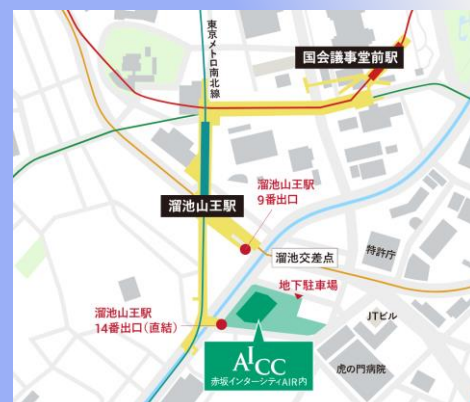 東京メトロ南北線
国会議事堂前駅
溜池山王駅
溜池山王駅
9番出口
溜池交差点
特許庁
地下駐車場
溜池山王駅
14番出口(直結)
JTビル
AICC
赤坂インターシティAIR内
虎の門病院